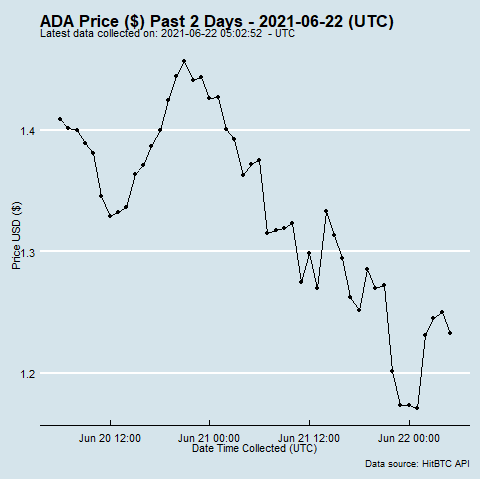 ADA Price ($) Past 2 Days - 2021-06-22 (UTC)
Latest data collected on: 2021-06-22 05:02:52 - UTC
1.4
1.3
1.2
Price USD ($)
Jun 20 12:00 Jun 21 00:00 Jun 21 12:00 Jun 22 00:00
Date Time Collected (UTC)
Data source: HitBTC API